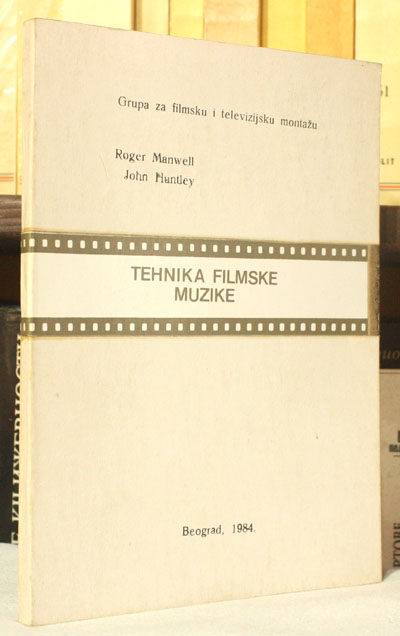 Grupa za filmsku i televizijsku montažu
Roger Manwell
John Huntley
TEHNIKA FILMSKE
MUZIKE
Beograd, 1984.